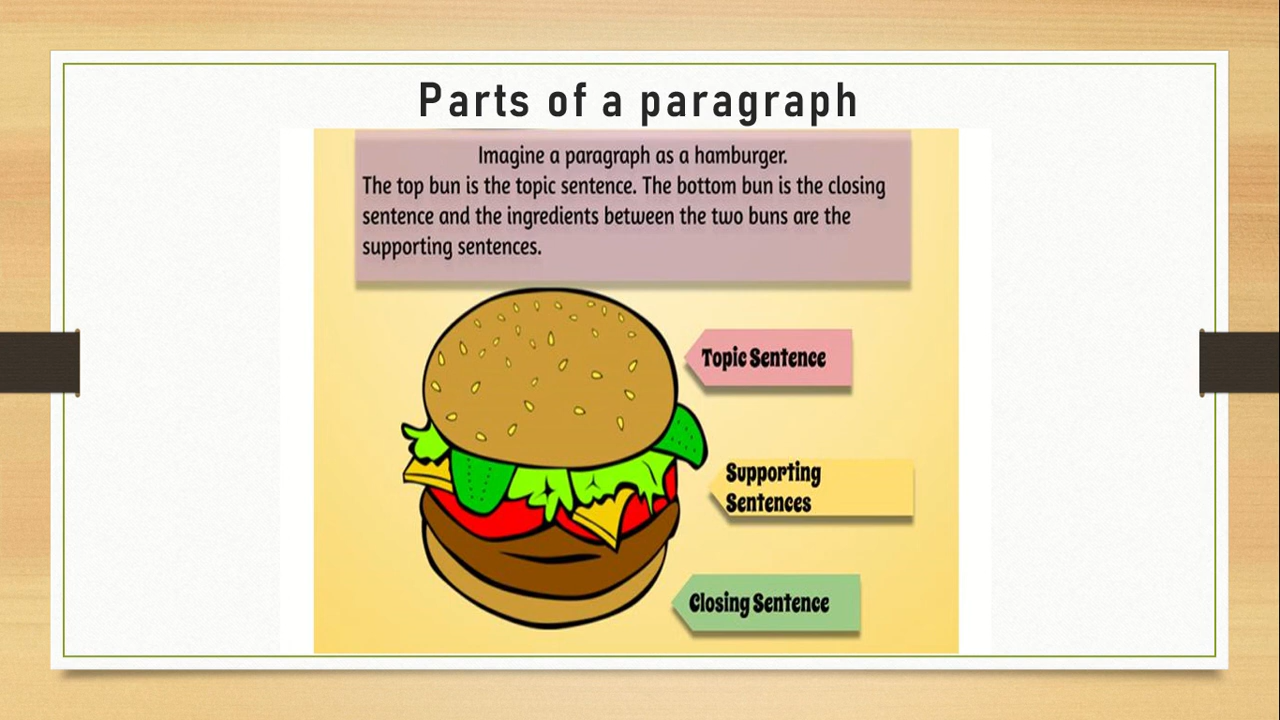 Parts of a paragraph
Imagine a paragraph as a hamburger.
The top bun is the topic sentence. The bottom bun is the closing
sentence and the ingredients between the two buns are the
supporting sentences.
Topic Sentence
Supporting
Sentences
Closing Sentence